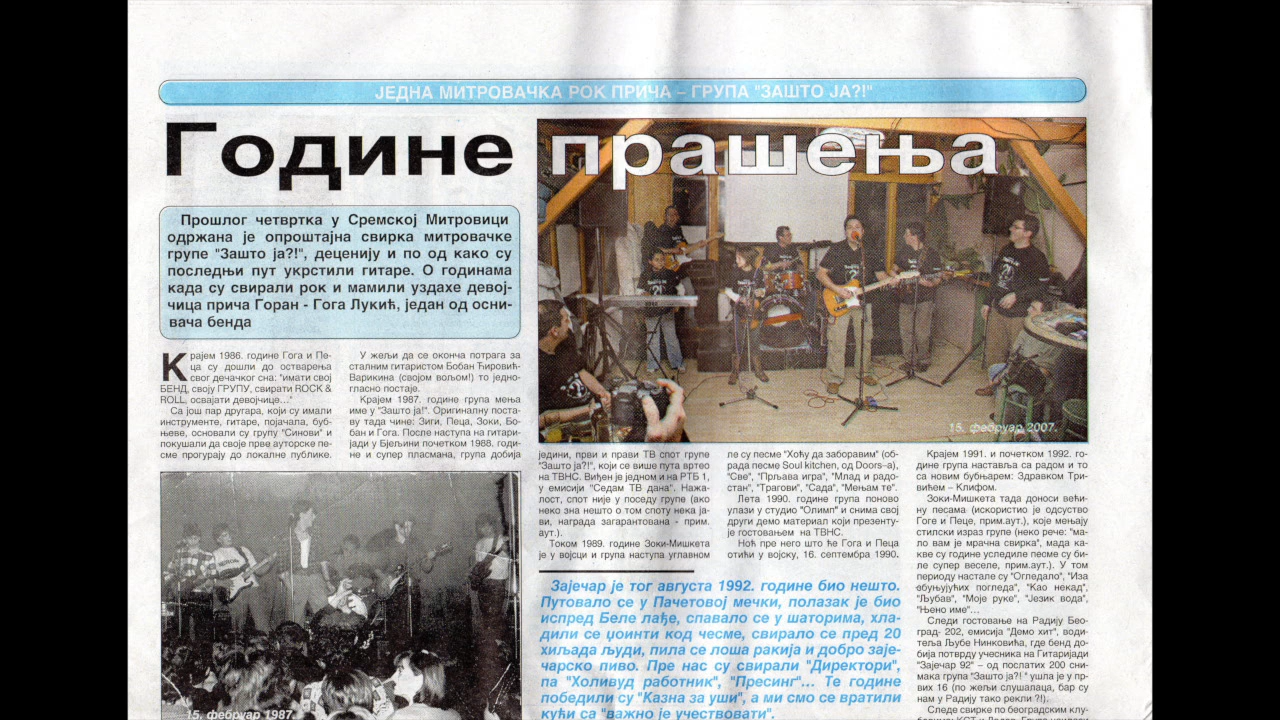 ЈЕДНА МИТРОВАЧКА РОК ПРИЧА – ГРУПА "ЗАШТО ЈА?!"
Године прашења
Прошлог четвртка у Сремској Митровици
одржана је опроштајна свирка митровачке
групе "Зашто ја?!", деценију и по од како су
последњи пут укрстили гитаре. О годинама
када су свирали рок и мамили уздахе девој-
чица прича Горан - Гога Лукић, један од осни-
вача бенда
Крајем 1986. године Гога и Пе-
ца су дошли до остварења
свог дечачког сна: "имати свој
БЕНД, своју ГРУПУ, свирати ROCK &
ROLL, освајати девојчице..."
Са још пар другара, који су имали
инструменте, гитаре, појачала, буб-
њеве, основали су групу "Синови" и
покушали да своје прве ауторске пе-
сме прогурају до локалне публике.
У жељи да се оконча потрага за
сталним гитаристом Бобан Ћировић-
Варикина (својом вољом!) то једно-
гласно постаје.
Крајем 1987. године група мења
име у "Зашто ја!". Оригиналну поста-
ву тада чине: Зиги, Пеца, Зоки, Бо-
бан и Гога. После наступа на гитари-
јади у Бјељини почетком 1988. годи-
не и супер пласмана, група добија
15. фебруар 2007.
15. фебруар 1987.
једини, први и прави ТВ спот групе
"Зашто ја?!", који се више пута вртео
на ТВНС. Виђен је једном и на РТБ 1,
у емисији "Седам ТВ дана". Нажа-
лост, спот није у поседу групе (ако
неко зна нешто о том споту нека ја-
ви, награда загарантована - прим.
аут.).
Током 1989. године Зоки-Мишкета
је у војсци и група наступа углавном
ле су песме "Хоћу да заборавим" (об-
рада песме Soul kitchen, од Doors–а),
"Све", "Прљава игра", "Млад и радо-
стан", "Трагови", "Сада", "Мењам те".
Лета 1990. године група поново
улази у студио "Олимп" и снима свој
други демо материал који презенту-
је гостовањем на ТВНС.
Ноћ пре него што ће Гога и Пеца
отићи у војску, 16. септембра 1990.
Зајечар је тог августа 1992. године био нешто.
Путовало се у Пачетовој мечки, полазак је био
испред Беле лађе, спавало се у шаторима, хла-
дили се џоинти код чесме, свирало се пред 20
хиљада људи, пила се лоша ракија и добро заје-
чарско пиво. Пре нас су свирали "Директори",
па "Холивуд работник", "Пресинг"... Те године
победили су "Казна за уши", а ми смо се вратили
кући са "важно је учествовати".
Крајем 1991. и почетком 1992. го-
дине група наставља са радом и то
са новим бубњарем: Здравком Три-
вићем – Клифом.
Зоки-Мишкета тада доноси већи-
ну песама (искористио је одсуство
Гоге и Пеце, прим.аут.), које мењају
стилски израз групе (неко рече: "ма-
ло вам је мрачна свирка", мада ка-
кве су године уследиле песме су би-
ле супер веселе, прим.аут.). У том
периоду настале су "Огледало", "Иза
збуњујућих погледа", "Као некад",
"Љубав", "Моје руке", "Језик вода",
"Њено име"...
Следи гостовање на Радију Бео-
град- 202, емисија "Демо хит", води-
теља Љубе Нинковића, где бенд до-
бија потврду учесника на Гитаријади
"Зајечар 92" – од послатих 200 сни-
мака група "Зашто ја?! " ушла је у пр-
вих 16 (по жељи слушалаца, бар су
нам у Радију тако рекли ?!).
Следе свирке по београдским клу-